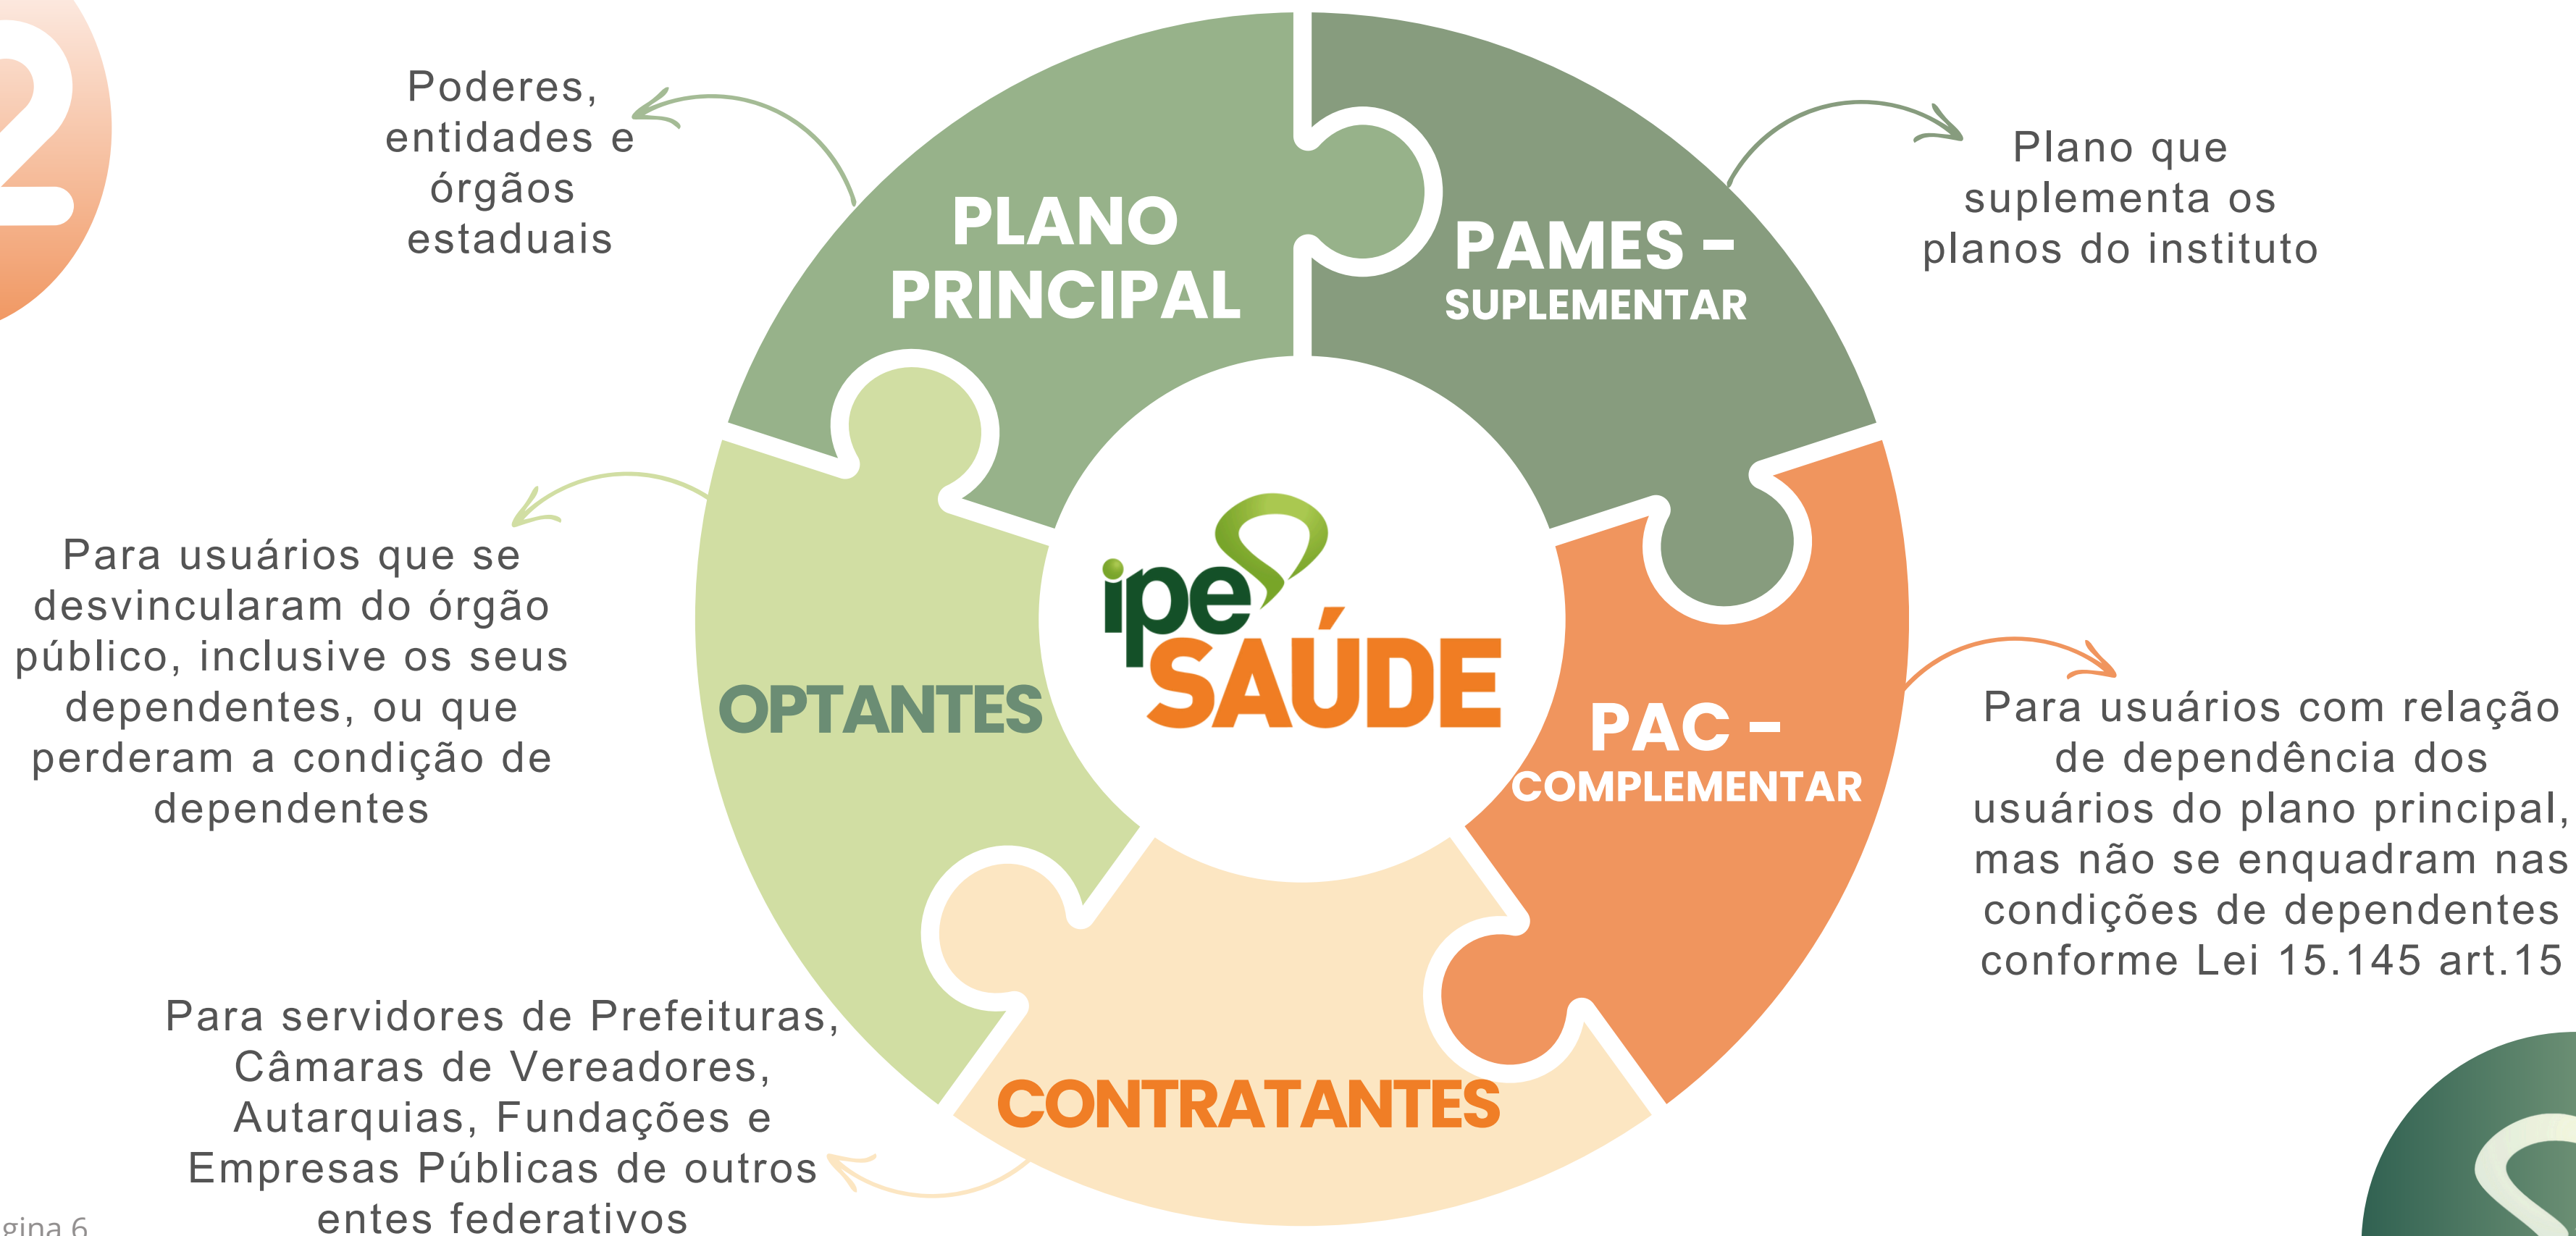 2
Poderes,
entidades e
órgãos
estaduais
PLANO
PRINCIPAL
PAMES -
SUPLEMENTAR
Plano que
suplementa os
planos do instituto
Para usuários que se
desvincularam do órgão
público, inclusive os seus
dependentes, ou que
perderam a condição de
dependentes
OPTANTES
ipe
SAÚDE
PAC -
COMPLEMENTAR
Para usuários com relação
de dependência dos
usuários do plano principal,
mas não se enquadram nas
condições de dependentes
conforme Lei 15.145 art.15
Para servidores de Prefeituras,
Câmaras de Vereadores,
Autarquias, Fundações e
Empresas Públicas de outros
entes federativos
CONTRATANTES
gina 6